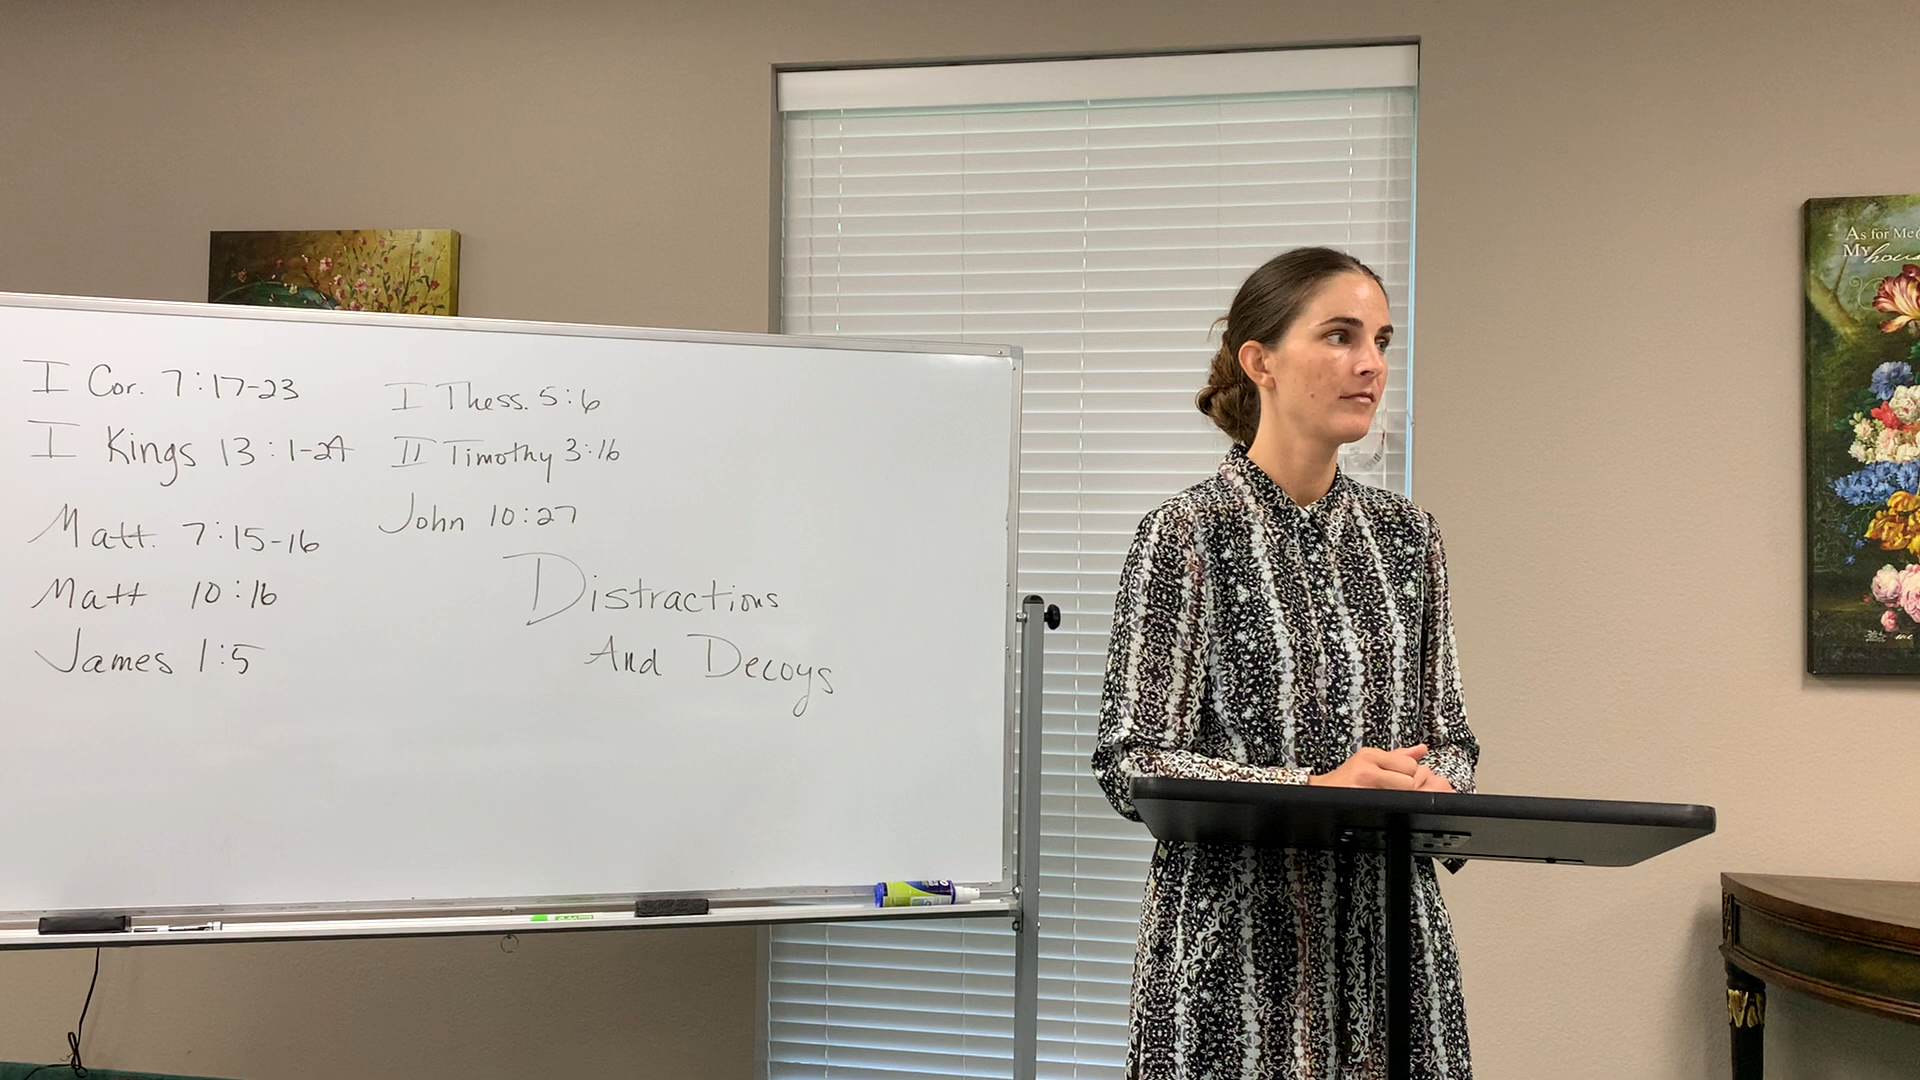 I Cor. 7:17-23
I Kings 13:1-24
Matt. 7:15-16
Matt 10:16
James 1:5
I Thess. 5:6
II Timothy 3:16
John 10:27
Distractions
And Decoys
As for Me
My house